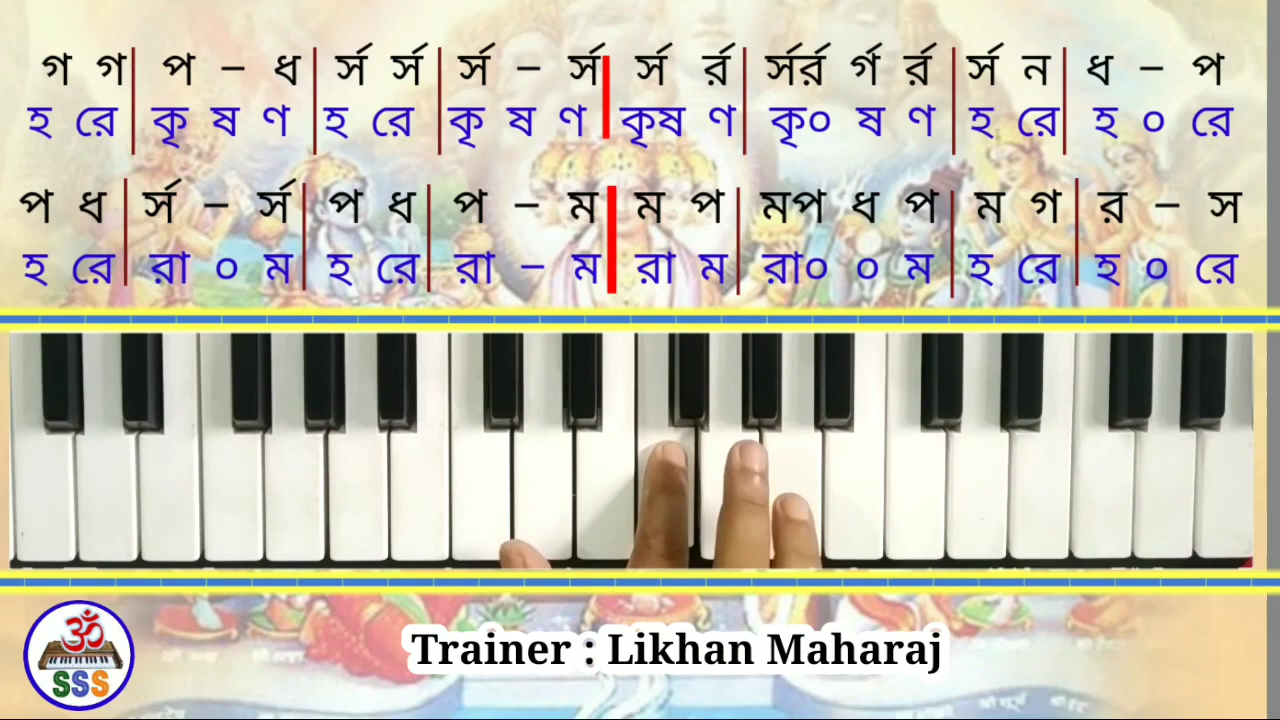 গ গ | প – ধ | র্স র্স | র্স – র্স | র্স র্র | র্সর্র র্গ র্র | র্স ন | ধ – প
হ রে | কৃ ষ ণ | হ রে | কৃ ষ ণ | কৃষ ণ | কৃ০ ষ ণ | হ রে | হ ০ রে
প ধ | র্স – র্স | প ধ | প – ম | ম প | মপ ধ প | ম গ | র – স
হ রে | রা ০ ম | হ রে | রা – ম | রা ম | রা০ ০ ম | হ রে | হ ০ রে
ॐ
SSS
Trainer : Likhan Maharaj